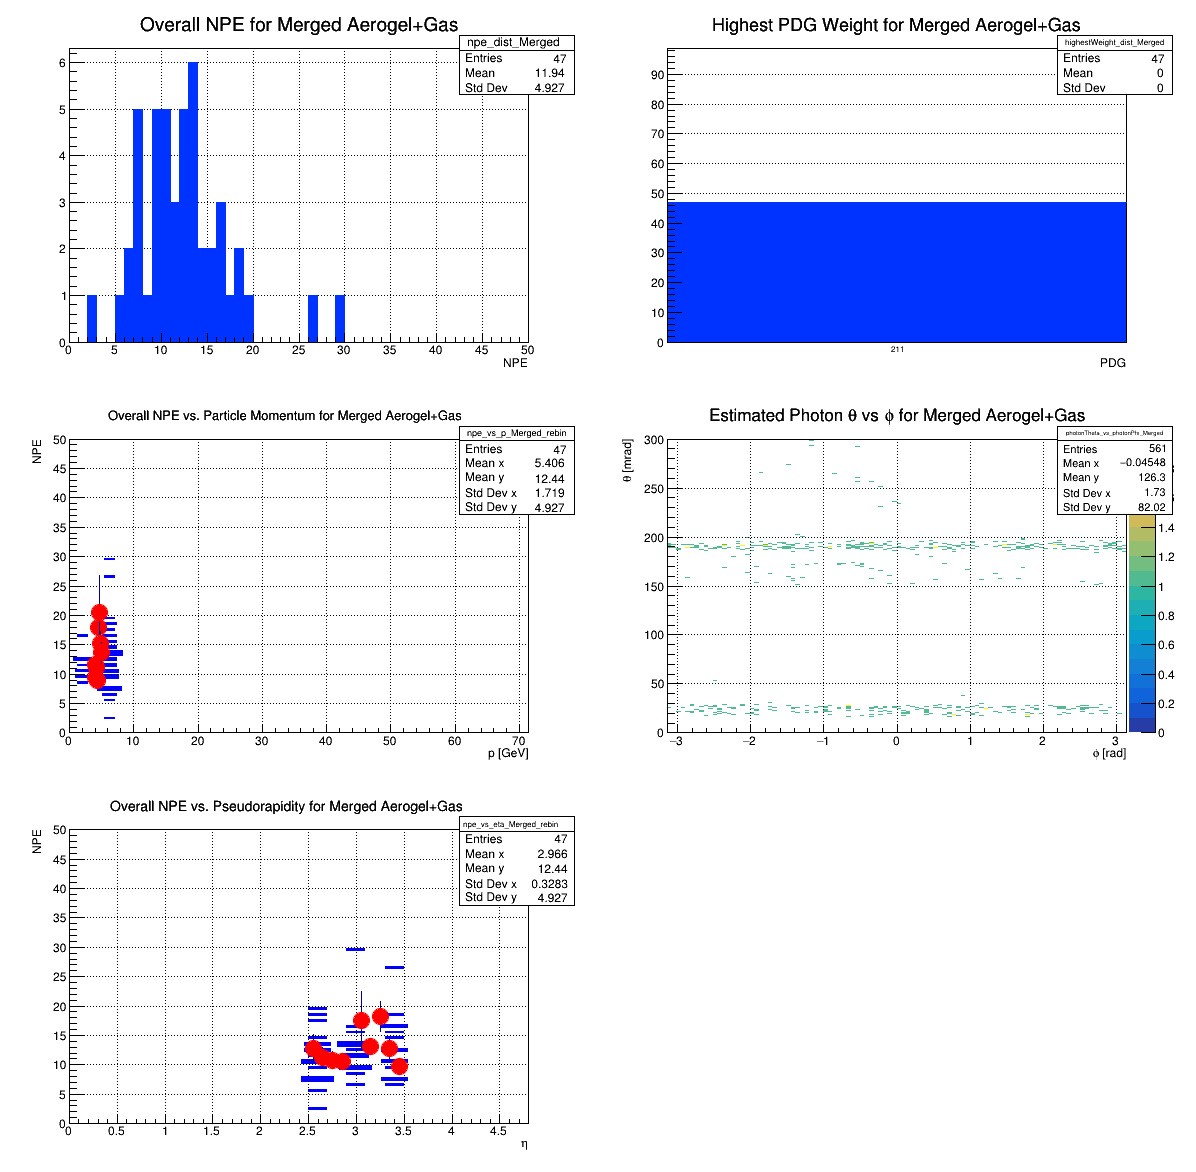 Overall NPE for Merged Aerogel+Gas
npe_dist_Merged
Entries 47
Mean 11.94
Std Dev 4.927
6
5
4
3
2
1
0
0 5 10 15 20 25 30 35 40 45 50
NPE
Highest PDG Weight for Merged Aerogel+Gas
highestWeight_dist_Merged
Entries 47
Mean 0
Std Dev 0
90
80
70
60
50
40
30
20
10
0
211
PDG
Overall NPE vs. Particle Momentum for Merged Aerogel+Gas
npe_vs_p_Merged_rebin
Entries 47
Mean x 5.406
Mean y 12.44
Std Dev x 1.719
Std Dev y 4.927
NPE
50
45
40
35
30
25
20
15
10
5
0
0 10 20 30 40 50 60 70
p [GeV]
Estimated Photon θ vs ϕ for Merged Aerogel+Gas
photonTheta_vs_photonPhi_Merged
Entries 561
Mean x −0.04548
Mean y 126.3
Std Dev x 1.73
Std Dev y 82.02
θ [mrad]
300
250
200
150
100
50
0
−3 −2 −1 0 1 2 3
ϕ [rad]
1.4
1.2
1
0.8
0.6
0.4
0.2
0
Overall NPE vs. Pseudorapidity for Merged Aerogel+Gas
npe_vs_eta_Merged_rebin
Entries 47
Mean x 2.966
Mean y 12.44
Std Dev x 0.3283
Std Dev y 4.927
NPE
50
45
40
35
30
25
20
15
10
5
0
0 0.5 1 1.5 2 2.5 3 3.5 4 4.5
η